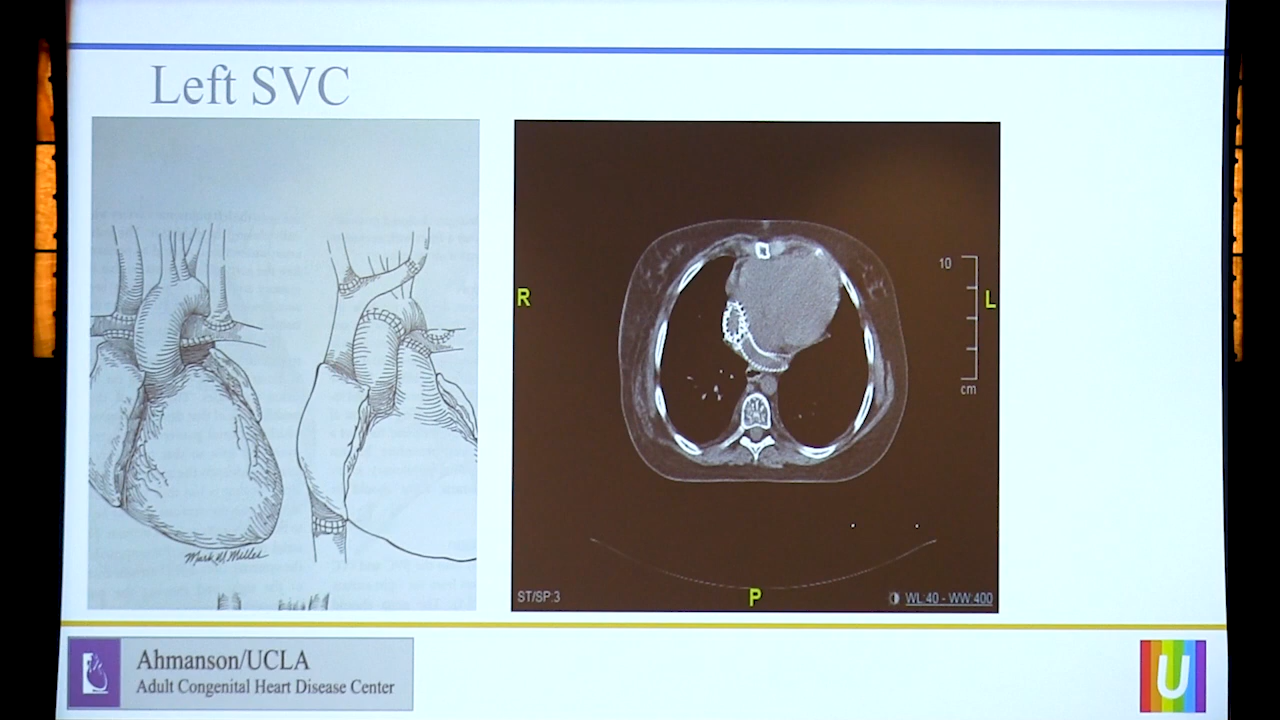 Left SVC
Mark M. Miller
R
10
L
cm
ST/SP:3
P
WL:40 - WW:400
Ahmanson/UCLA
Adult Congenital Heart Disease Center
U